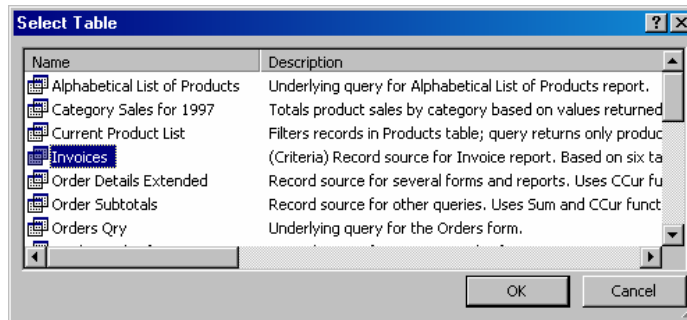 Select Table
Name Description
Alphabetical List of Products Underlying query for Alphabetical List of Products report.
Category Sales for 1997 Totals product sales by category based on values returned
Current Product List Filters records in Products table; query returns only produc
Invoices (Criteria) Record source for Invoice report. Based on six ta
Order Details Extended Record source for several forms and reports. Uses CCur fu
Order Subtotals Record source for other queries. Uses Sum and CCur funct
Orders Qry Underlying query for the Orders form.
OK Cancel